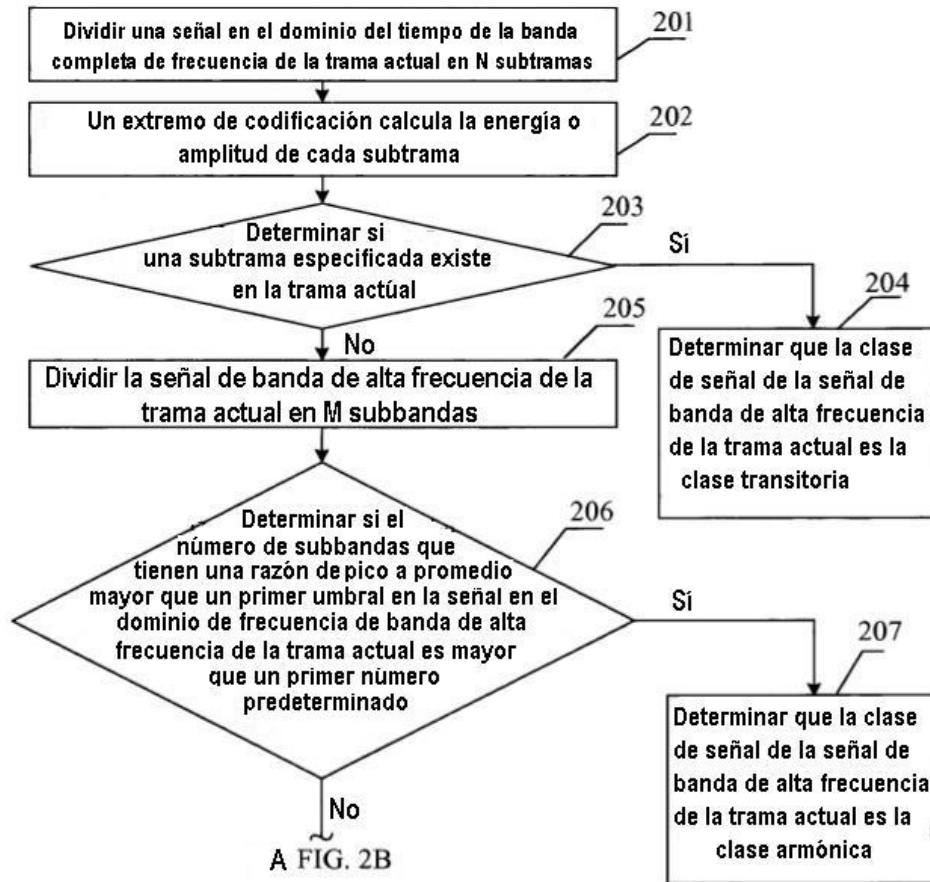 Dividir una señal en el dominio del tiempo de la banda
completa de frecuencia de la trama actual en N subtramas
201
Un extremo de codificación calcula la energía o
amplitud de cada subtrama
202
Determinar si
una subtrama especificada existe
en la trama actúal
203
Sí
204
Determinar que la clase
de señal de la señal de
banda de alta frecuencia
de la trama actual es la
clase transitoria
No
205
Dividir la señal de banda de alta frecuencia de la
trama actual en M subbandas
Determinar si el
número de subbandas que
tienen una razón de pico a promedio
mayor que un primer umbral en la señal en el
dominio de frecuencia de banda de alta
frecuencia de la trama actual es mayor
que un primer número
predeterminado
206
Sí
207
Determinar que la clase
de señal de la señal de
banda de alta frecuencia
de la trama actual es la
clase armónica
No
A FIG. 2B